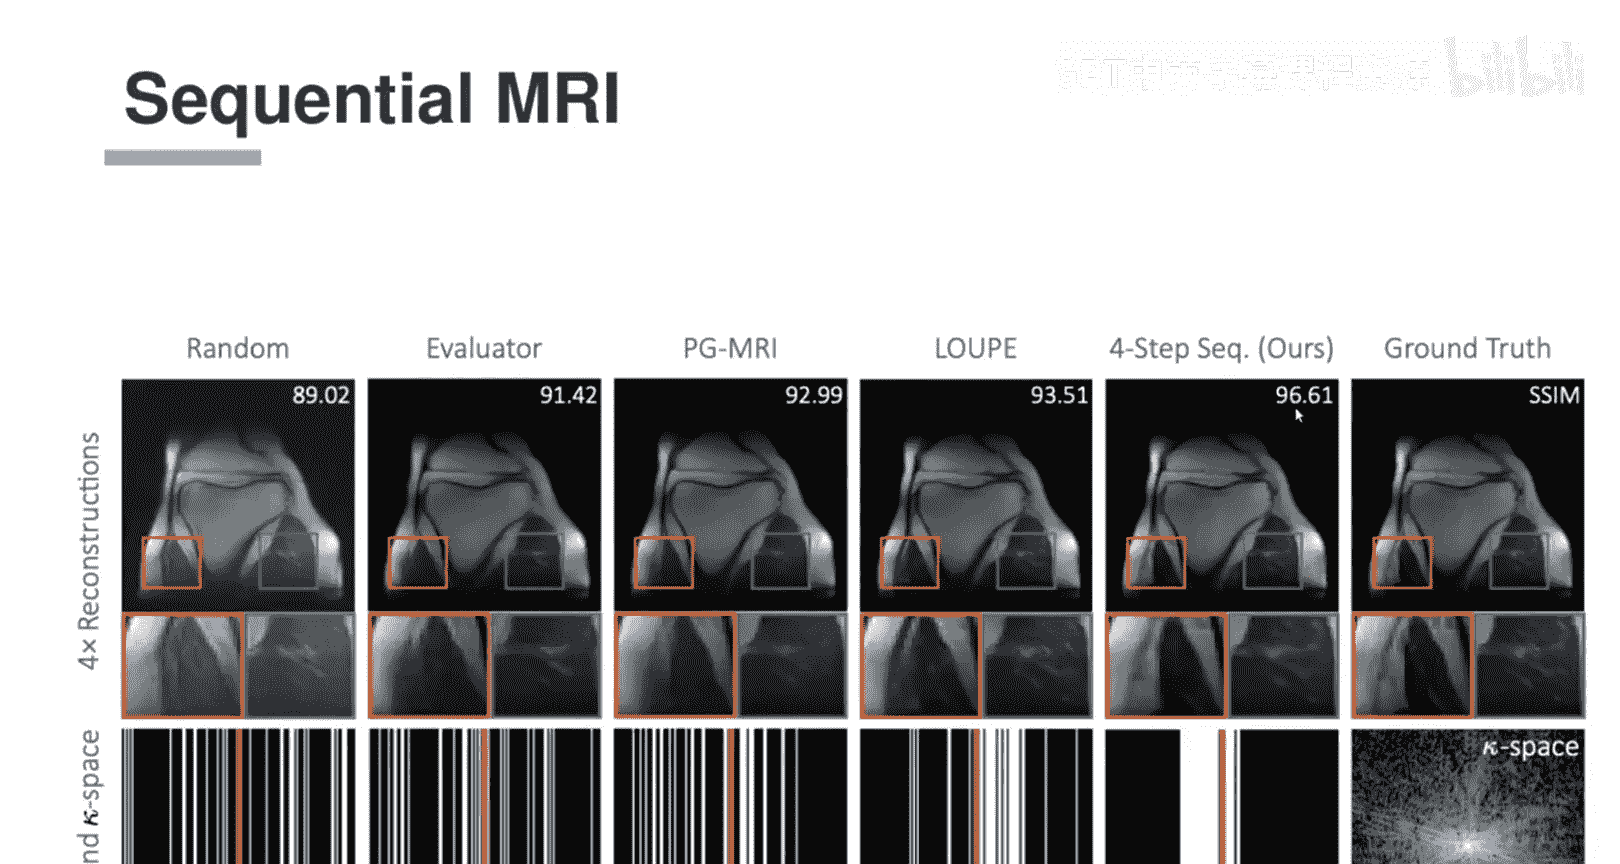 bilibili
Sequential MRI
Random Evaluator PG-MRI LOUPE 4-Step Seq. (Ours) Ground Truth
89.02 91.42 92.99 93.51 96.61 SSIM
4× Reconstructions
nd κ-space
κ-space